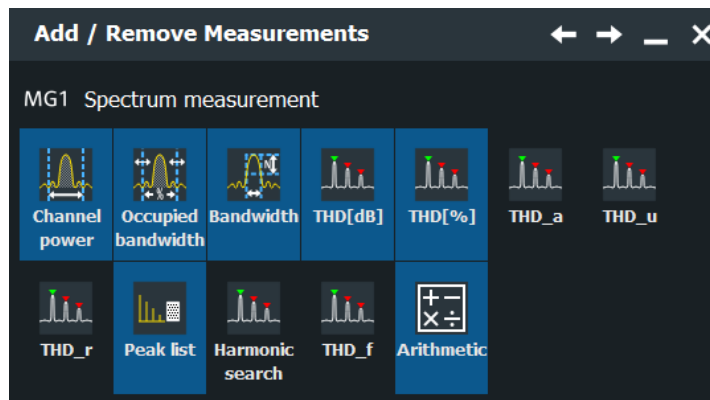 Add / Remove Measurements
MG1 Spectrum measurement
Channel power
Occupied bandwidth
Bandwidth
THD[dB]
THD[%]
THD_a
THD_u
THD_r
Peak list
Harmonic search
THD_f
Arithmetic